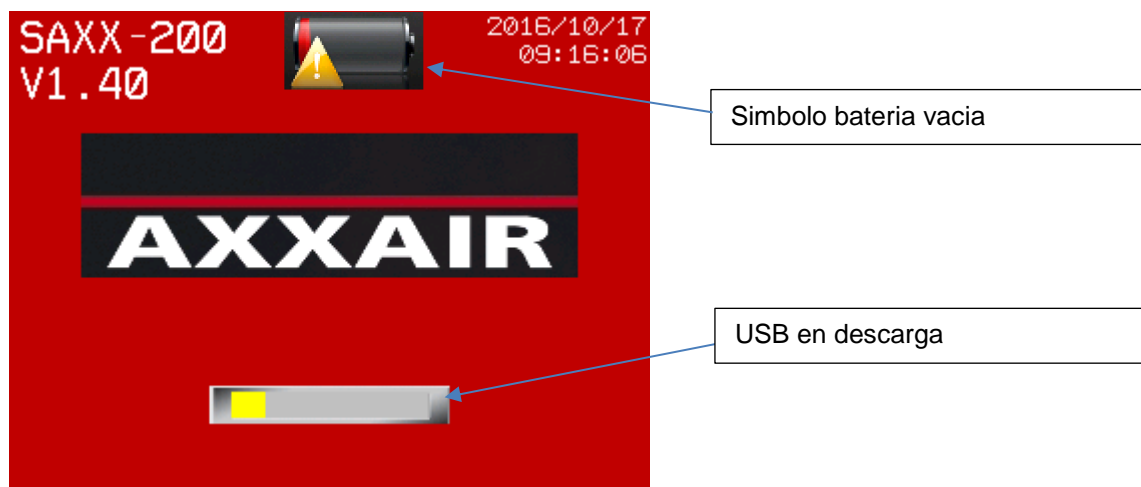 SAXX-200
V1.40
2016/10/17
09:16:06
Simbolo bateria vacia
AXXAIR
USB en descarga